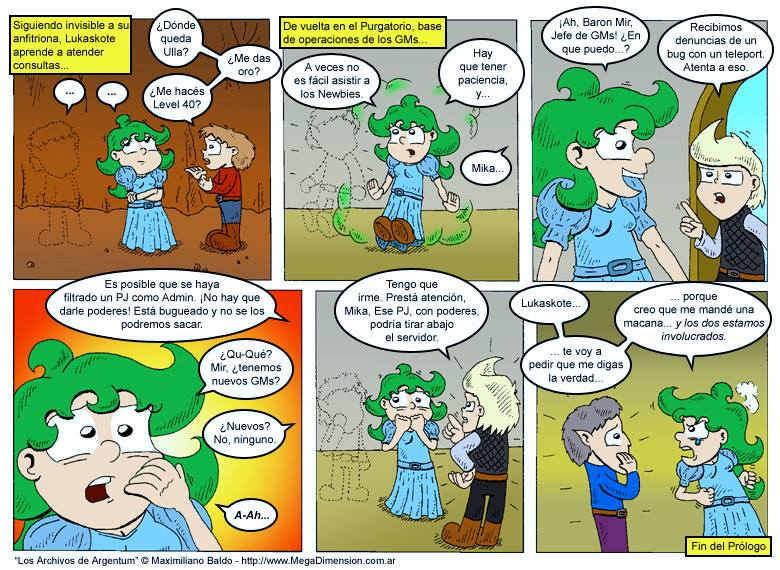 Siguiendo invisible a su
anfitriona, Lukaskote
aprende a atender
consultas...
¿Dónde
queda
Ulla?
¿Me das
oro?
¿Me hacés
Level 40?
...
...
De vuelta en el Purgatorio, base
de operaciones de los GMs...
A veces no
es fácil asistir a
los Newbies.
Hay
que tener
paciencia,
y...
Mika...
¡Ah, Baron Mir,
Jefe de GMs! ¿En
que puedo...?
Recibimos
denuncias de un
bug con un teleport.
Atenta a eso.
Es posible que se haya
filtrado un PJ como Admin. ¡No hay que
darle poderes! Está bugueado y no se los
podremos sacar.
¿Qu-Qué?
Mir, ¿tenemos
nuevos GMs?
¿Nuevos?
No, ninguno.
A-Ah...
Tengo que
irme. Prestá atención,
Mika, Ese PJ, con poderes,
podría tirar abajo
el servidor.
Lukaskote...
... te voy a
pedir que me digas
la verdad...
... porque
creo que me mandé una
macana... y los dos estamos
involucrados.
Fin del Prólogo
"Los Archivos de Argentum" © Maximiliano Baldo - http://www.MegaDimension.com.ar